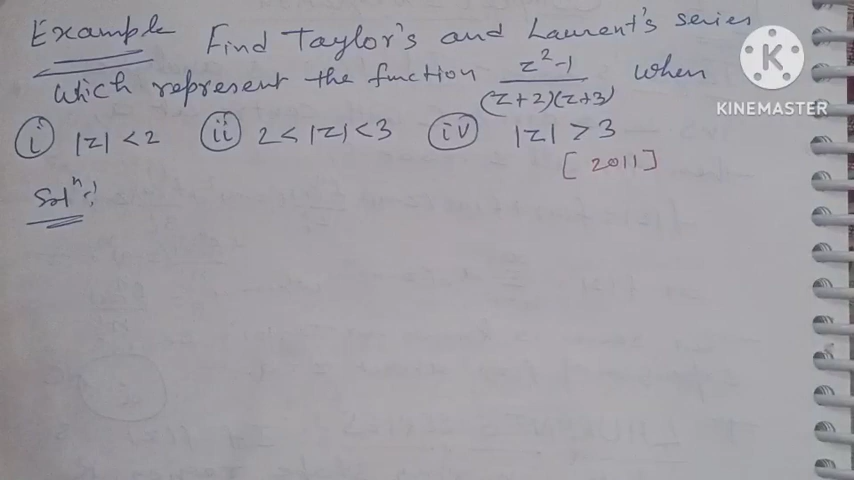 Example Find Taylor's and Laurent's series
which represent the function z²-1/(z+2)(z+3) when
(i) |z| < 2 (ii) 2 < |z| < 3 (iv) |z| > 3
[2011]
Solⁿ:
K
KINEMASTER